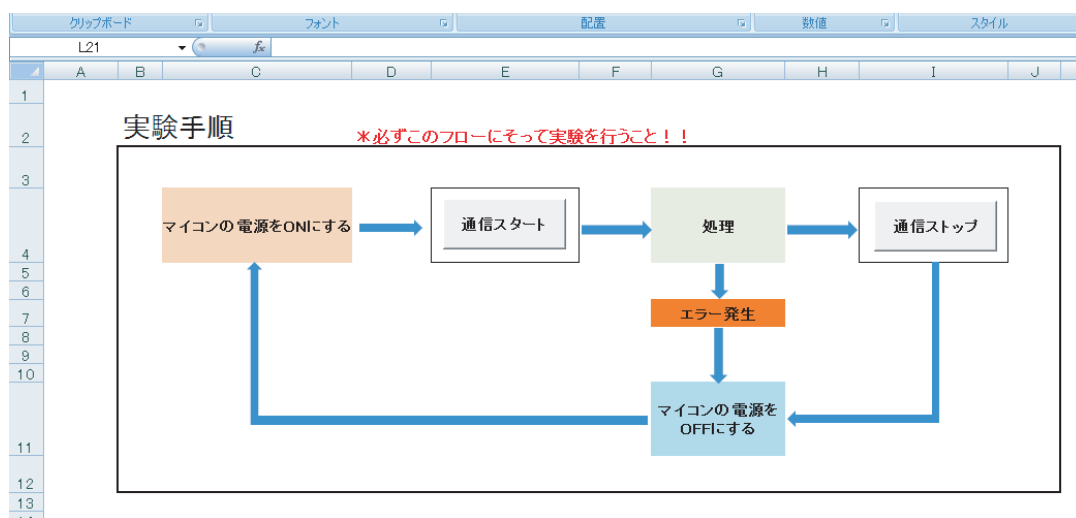 クリップボード フォント 配置 数値 スタイル
L21 fx
A B C D E F G H I J
1
2 実験手順 *必ずこのフローにそって実験を行うこと！！
3
4 マイコンの電源をONにする 通信スタート 処理 通信ストップ
5
6
7 エラー発生
8
9
10
11 マイコンの電源を
OFFにする
12
13